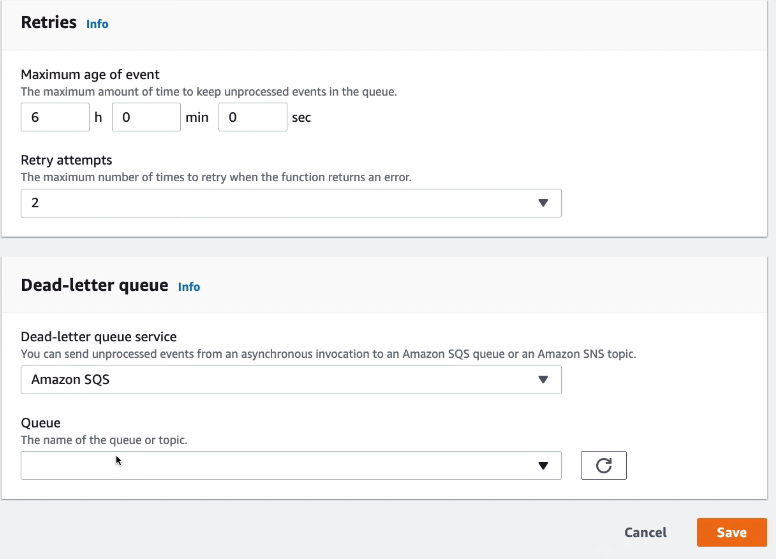 Retries Info
Maximum age of event
The maximum amount of time to keep unprocessed events in the queue.
6 h 0 min 0 sec
Retry attempts
The maximum number of times to retry when the function returns an error.
2
Dead-letter queue Info
Dead-letter queue service
You can send unprocessed events from an asynchronous invocation to an Amazon SQS queue or an Amazon SNS topic.
Amazon SQS
Queue
The name of the queue or topic.
Cancel Save